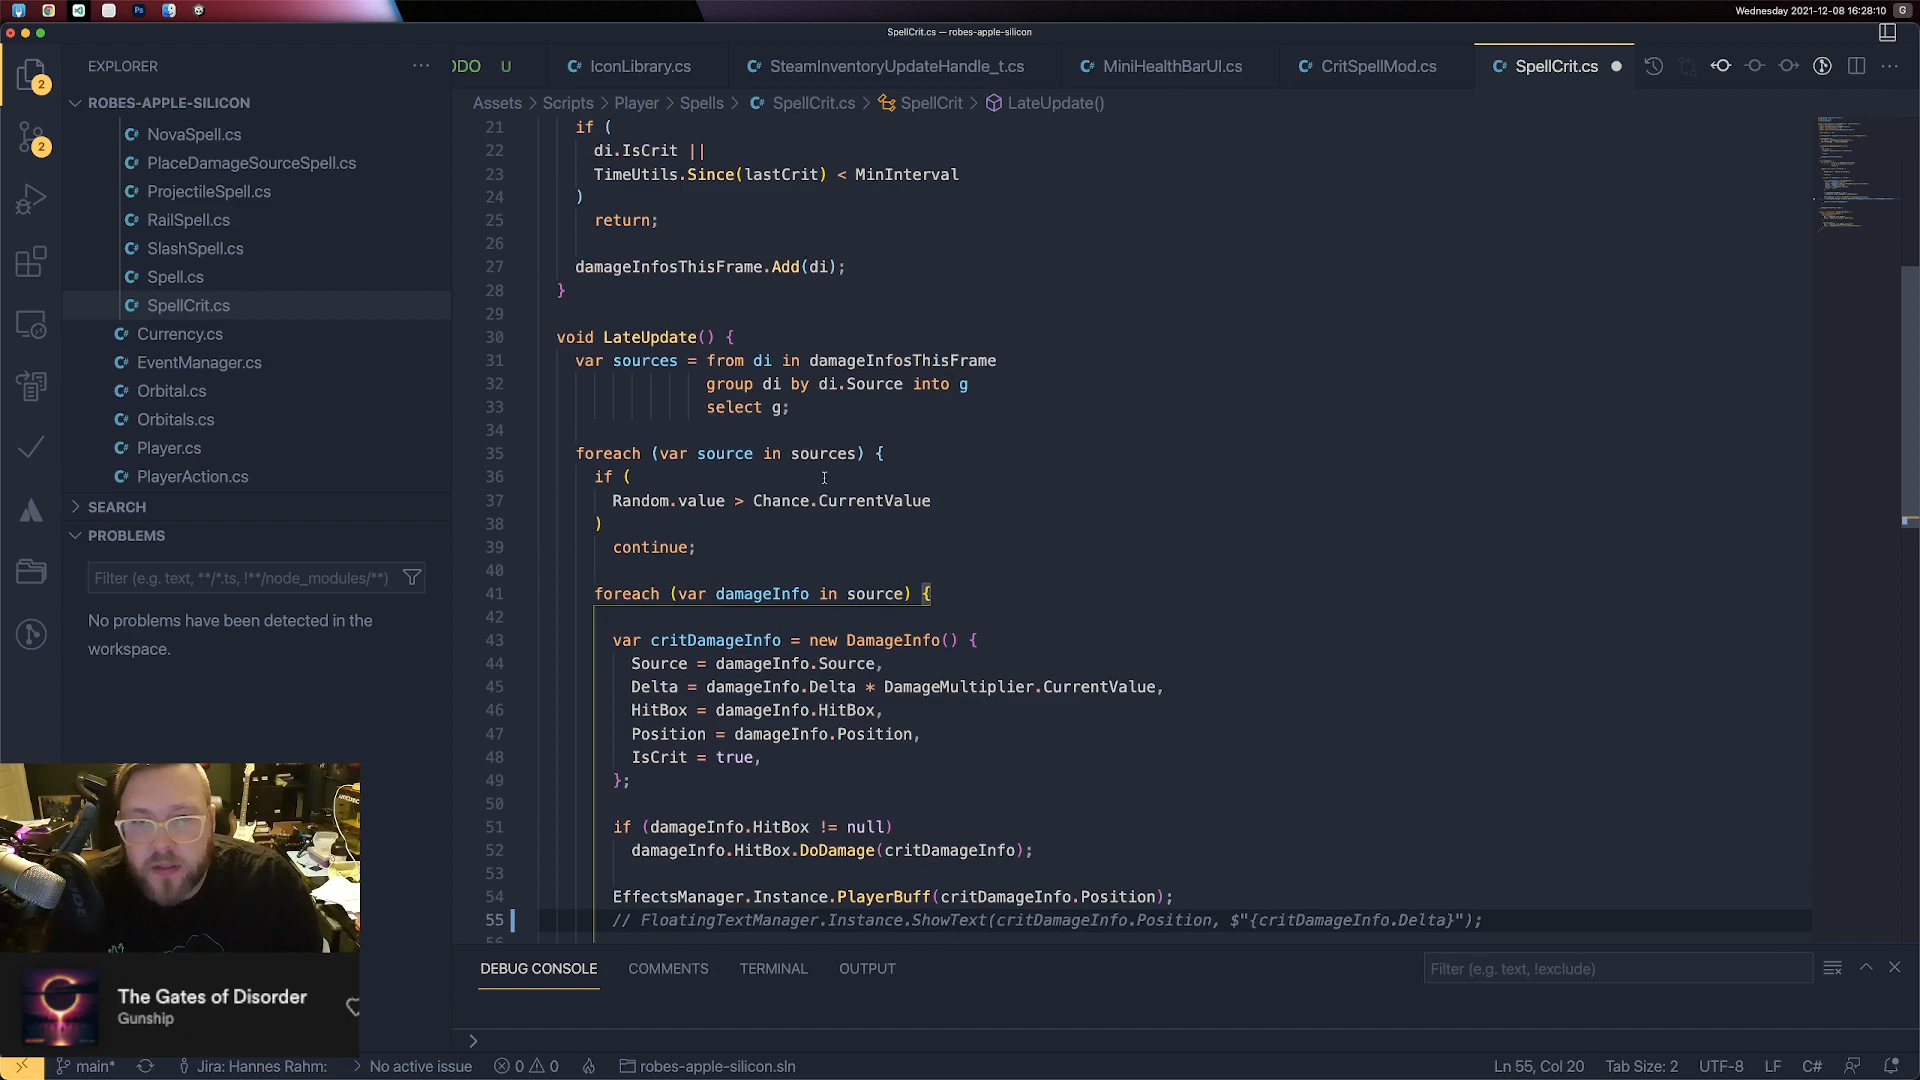 Wednesday 2021-12-08 16:28:10 G
SpellCrit.cs — robes-apple-silicon
EXPLORER
ODO U
IconLibrary.cs
SteamInventoryUpdateHandle_t.cs
MiniHealthBarUI.cs
CritSpellMod.cs
SpellCrit.cs
2
2
ROBES-APPLE-SILICON
NovaSpell.cs
PlaceDamageSourceSpell.cs
ProjectileSpell.cs
RailSpell.cs
SlashSpell.cs
Spell.cs
SpellCrit.cs
Currency.cs
EventManager.cs
Orbital.cs
Orbitals.cs
Player.cs
PlayerAction.cs
SEARCH
PROBLEMS
Filter (e.g. text, **/*.ts, !**/node_modules/**)
No problems have been detected in the
workspace.
Assets > Scripts > Player > Spells > SpellCrit.cs > SpellCrit > LateUpdate()
21 if (
22 di.IsCrit ||
23 TimeUtils.Since(lastCrit) < MinInterval
24 )
25 return;
26
27 damageInfosThisFrame.Add(di);
28 }
29
30 void LateUpdate() {
31 var sources = from di in damageInfosThisFrame
32 group di by di.Source into g
33 select g;
34
35 foreach (var source in sources) {
36 if (
37 Random.value > Chance.CurrentValue
38 )
39 continue;
40
41 foreach (var damageInfo in source) {
42
43 var critDamageInfo = new DamageInfo() {
44 Source = damageInfo.Source,
45 Delta = damageInfo.Delta * DamageMultiplier.CurrentValue,
46 HitBox = damageInfo.HitBox,
47 Position = damageInfo.Position,
48 IsCrit = true,
49 };
50
51 if (damageInfo.HitBox != null)
52 damageInfo.HitBox.DoDamage(critDamageInfo);
53
54 EffectsManager.Instance.PlayerBuff(critDamageInfo.Position);
55 // FloatingTextManager.Instance.ShowText(critDamageInfo.Position, $"{critDamageInfo.Delta}");
56
DEBUG CONSOLE
COMMENTS
TERMINAL
OUTPUT
Filter (e.g. text, !exclude)
The Gates of Disorder
Gunship
main*
Jira: Hannes Rahm:
No active issue
0 0
robes-apple-silicon.sln
Ln 55, Col 20
Tab Size: 2
UTF-8
LF
C#